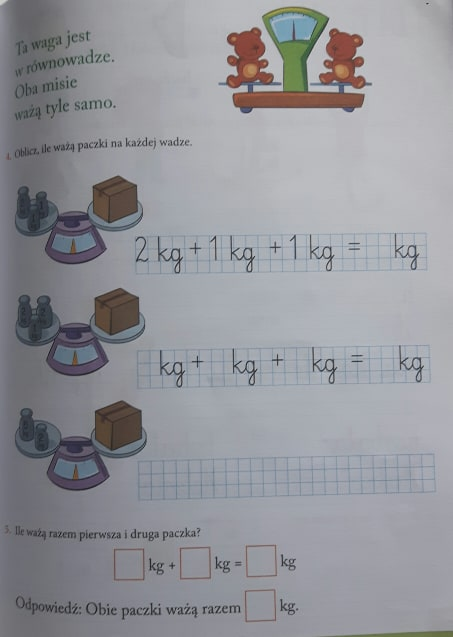 Ta waga jest
w równowadze.
Oba misie
ważą tyle samo.
4. Oblicz, ile ważą paczki na każdej wadze.
2 kg + 1 kg + 1 kg = kg
kg + kg + kg = kg
5. Ile ważą razem pierwsza i druga paczka?
kg + kg = kg
Odpowiedź: Obie paczki ważą razem kg.